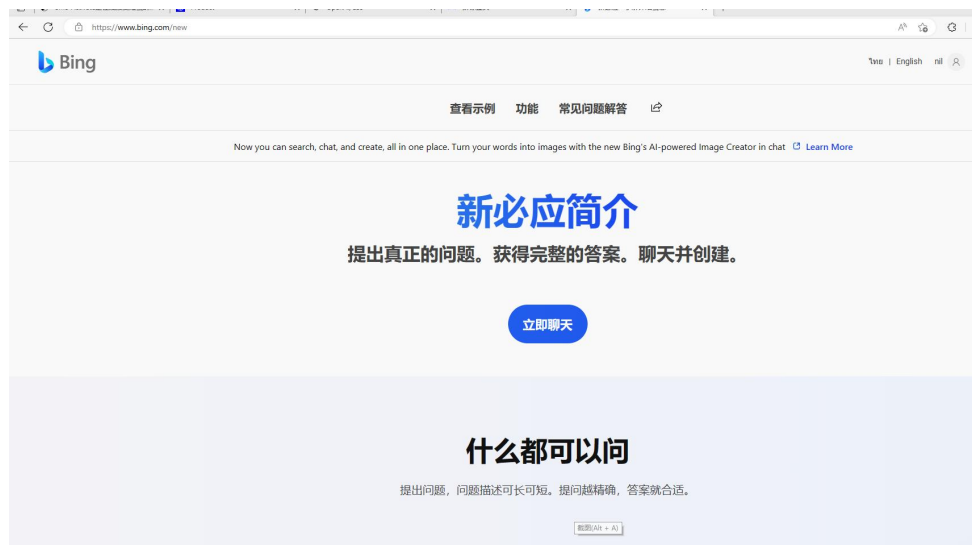 https://www.bing.com/new
Bing
ไทย | English nil
查看示例 功能 常见问题解答
Now you can search, chat, and create, all in one place. Turn your words into images with the new Bing's AI-powered Image Creator in chat Learn More
新必应简介
提出真正的问题。获得完整的答案。聊天并创建。
立即聊天
什么都可以问
提出问题，问题描述可长可短。提问越精确，答案就合适。
截图(Alt + A)